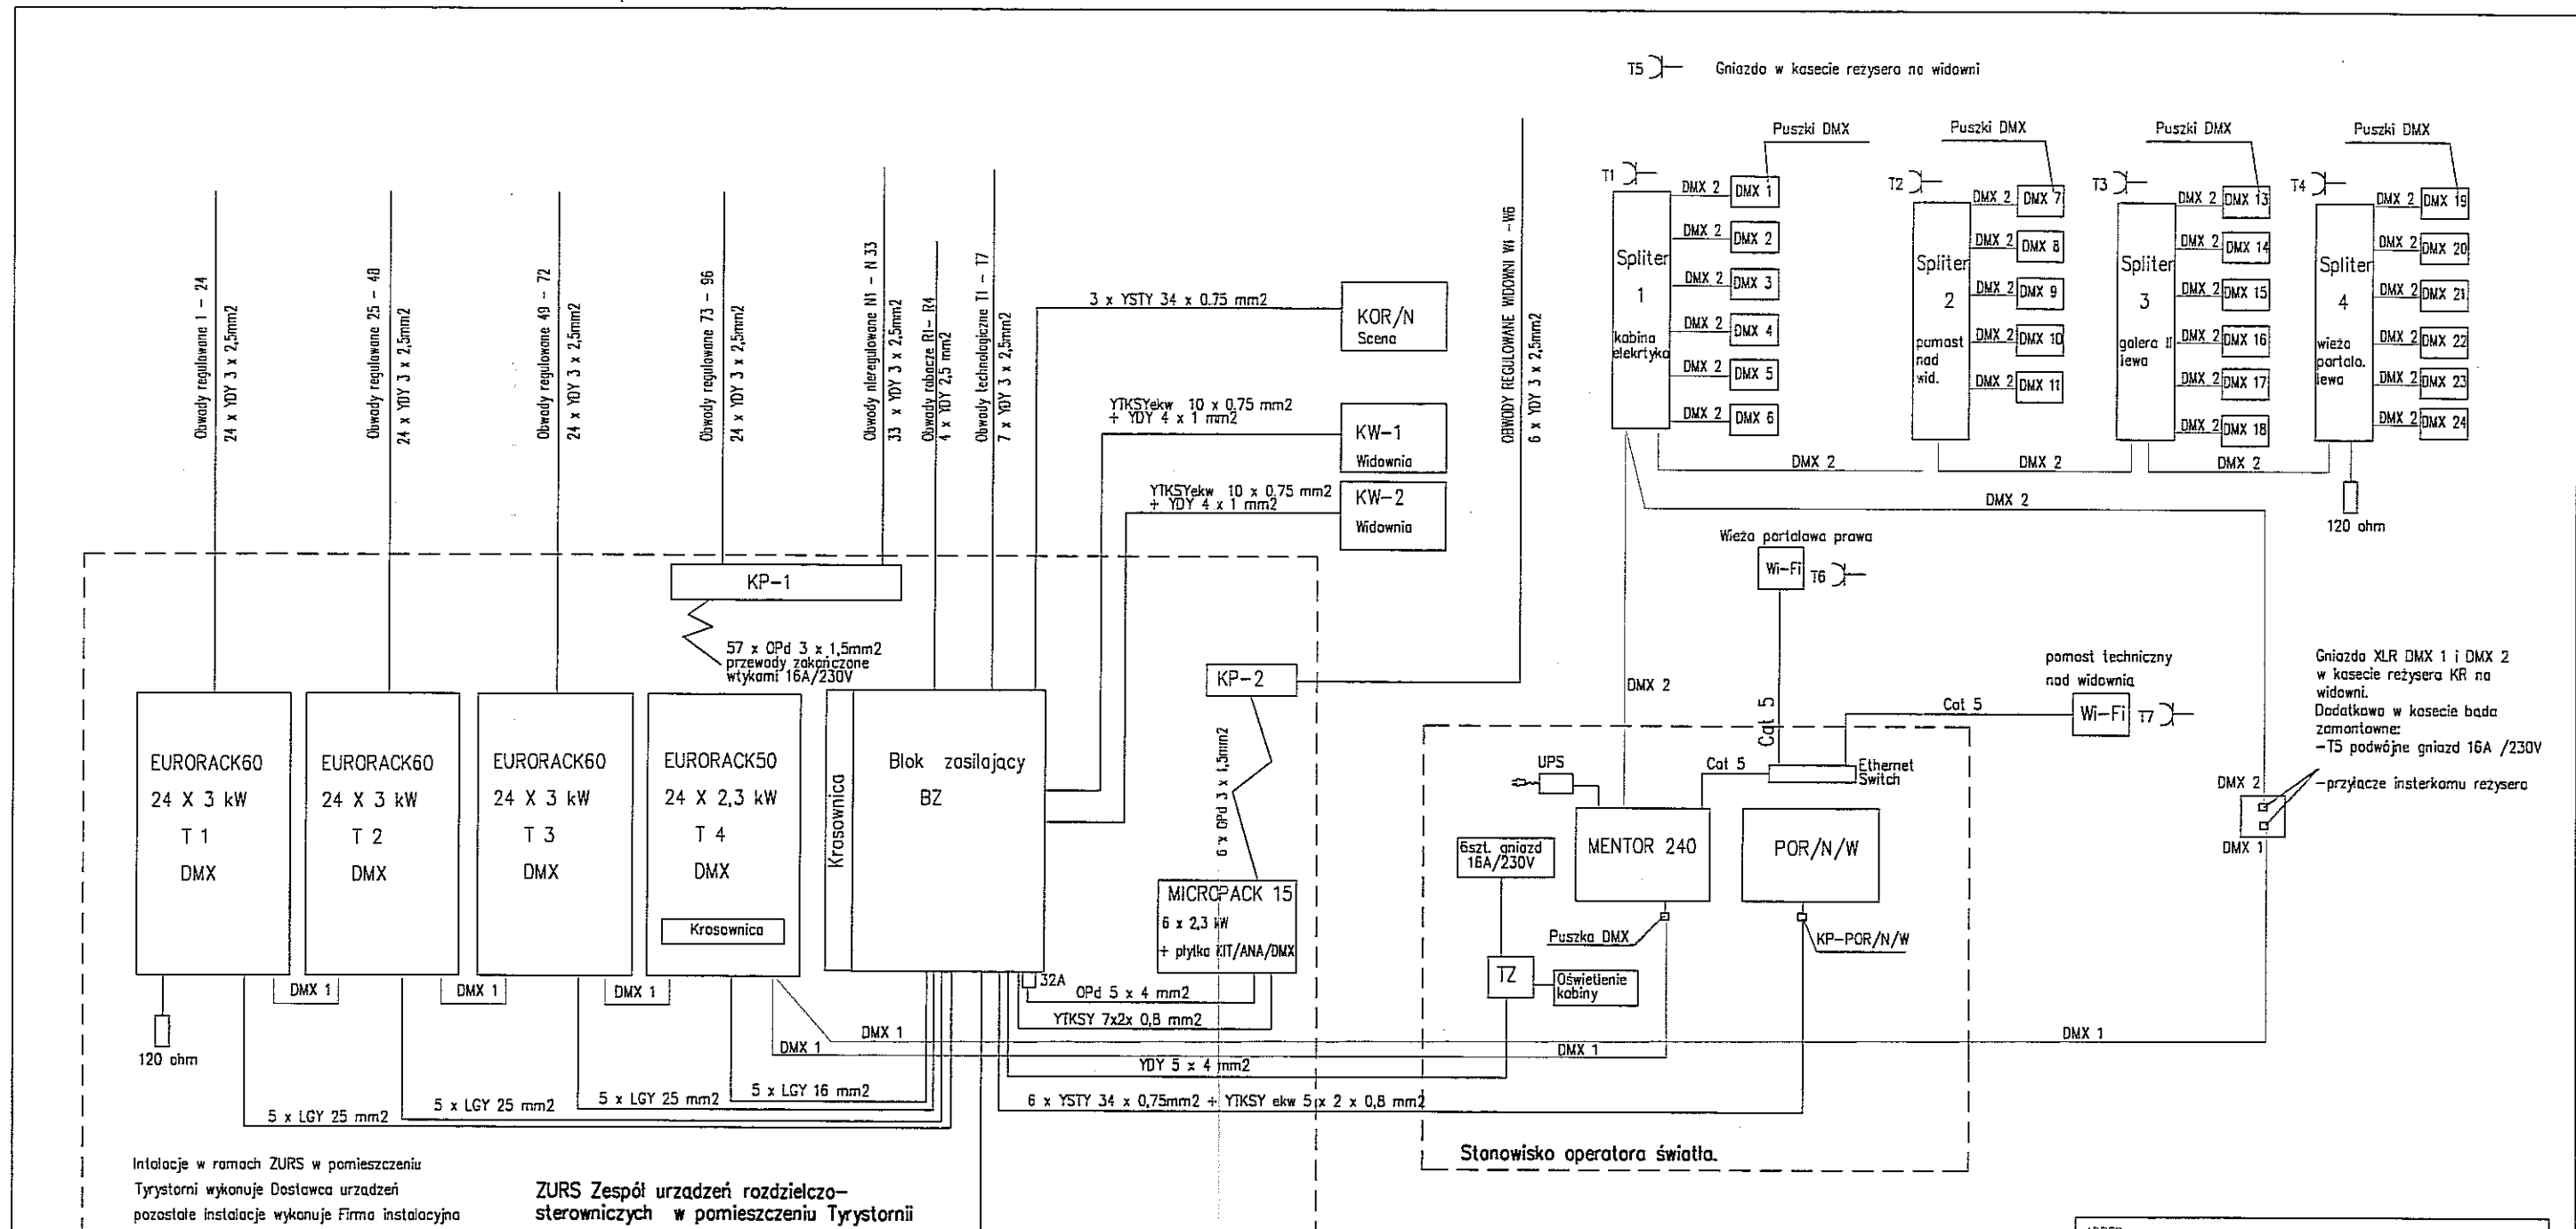 T5
Gniazdo w kasecie reżysera na widowni
Puszki DMX
Puszki DMX
Puszki DMX
Puszki DMX
T1
T2
T3
T4
DMX 2
DMX 1
DMX 2
DMX 2
DMX 2
DMX 3
DMX 2
DMX 4
DMX 2
DMX 5
DMX 2
DMX 6
Spliter
1
kabina
elekrtyka
DMX 2
DMX 7
DMX 2
DMX 8
DMX 2
DMX 9
DMX 2
DMX 10
DMX 2
DMX 11
Spliter
2
pomost
nad
wid.
DMX 2
DMX 13
DMX 2
DMX 14
DMX 2
DMX 15
DMX 2
DMX 16
DMX 2
DMX 17
DMX 2
DMX 18
Spliter
3
galera II
lewa
DMX 2
DMX 19
DMX 2
DMX 20
DMX 2
DMX 21
DMX 2
DMX 22
DMX 2
DMX 23
DMX 2
DMX 24
Spliter
4
wieża
portalo.
lewa
DMX 2
DMX 2
DMX 2
DMX 2
120 ohm
Obwody regulowane 1 - 24
24 x YDY 3 x 2,5mm2
Obwody regulowane 25 - 48
24 x YDY 3 x 2,5mm2
Obwody regulowane 49 - 72
24 x YDY 3 x 2,5mm2
Obwody regulowane 73 - 96
24 x YDY 3 x 2,5mm2
Obwody nieregulowane N1 - N 33
33 x YDY 3 x 2,5mm2
Obwody robocze R1- R4
4 x YDY 2,5 mm2
Obwody technologiczne T1 - T7
7 x YDY 3 x 2,5mm2
OBWODY REGULOWANE WIDOWNI W1 -W6
6 x YDY 3 x 2,5mm2
3 x YSTY 34 x 0.75 mm2
KOR/N
Scena
YTKSYekw 10 x 0.75 mm2
+ YDY 4 x 1 mm2
KW-1
Widownia
YTKSYekw 10 x 0,75 mm2
+ YDY 4 x 1 mm2
KW-2
Widownia
KP-1
57 x OPd 3 x 1,5mm2
przewody zakończone
wtykami 16A/230V
KP-2
6 x OPd 3 x 1,5mm2
EURORACK60
24 X 3 kW
T 1
DMX
EURORACK60
24 X 3 kW
T 2
DMX
EURORACK60
24 X 3 kW
T 3
DMX
EURORACK50
24 X 2,3 kW
T 4
DMX
Krosownica
Krosownica
Blok zasilający
BZ
32A
MICROPACK 15
6 x 2,3 kW
+ płytka KIT/ANA/DMX
Wieża portalowa prawa
Wi-Fi
T6
DMX 2
Cat 5
Cat 5
pomost techniczny
nad widownia
Wi-Fi
T7
Gniazda XLR DMX 1 i DMX 2
w kasecie reżysera KR na
widowni.
Dodatkowo w kasecie bada
zamontowne:
-T5 podwójne gniazd 16A /230V
-przyłacze insterkomu reżysera
DMX 2
DMX 1
UPS
Cat 5
Ethernet
Switch
MENTOR 240
POR/N/W
6szt. gniazd
16A/230V
Puszka DMX
KP-POR/N/W
TZ
Oświetlenie
kabiny
DMX 1
DMX 1
DMX 1
120 ohm
OPd 5 x 4 mm2
YTKSY 7x2x 0,8 mm2
DMX 1
DMX 1
DMX 1
DMX 1
YDY 5 x 4 mm2
5 x LGY 25 mm2
5 x LGY 25 mm2
5 x LGY 25 mm2
5 x LGY 16 mm2
6 x YSTY 34 x 0,75mm2 + YTKSY ekw 5 x 2 x 0,8 mm2
Stanowisko operatora światła.
Intalacje w ramach ZURS w pomieszczeniu
Tyrystorni wykonuje Dostawca urządzeń
pozostałe instalacje wykonuje Firma instalacyjna
ZURS Zespół urządzeń rozdzielczo-
sterowniczych w pomieszczeniu Tyrystornii